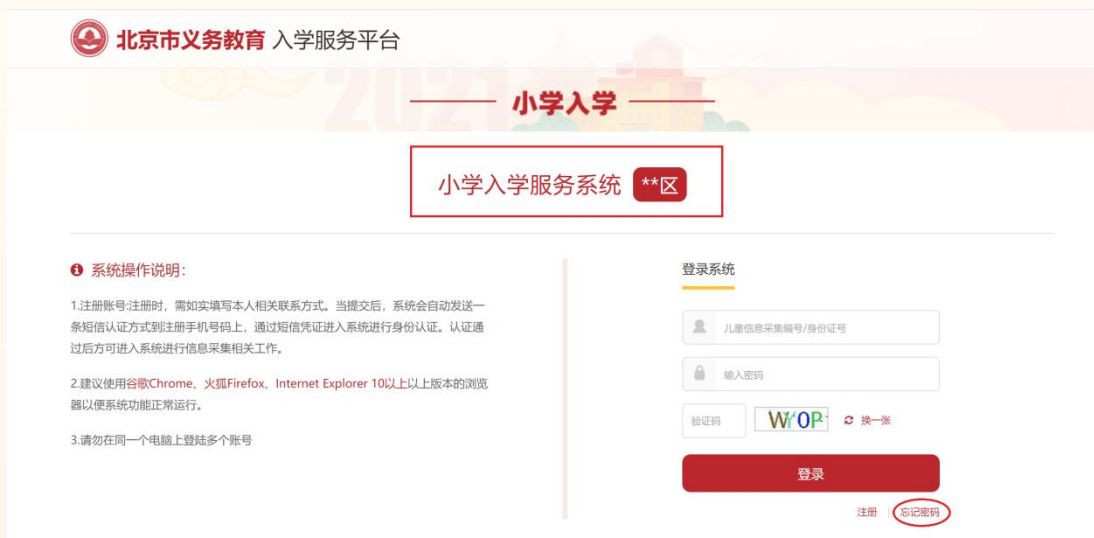 北京市义务教育 入学服务平台
2021
小学入学
小学入学服务系统 **区
系统操作说明:
1.注册账号:注册时，需如实填写本人相关联系方式。当提交后，系统会自动发送一
条短信认证方式到注册手机号码上，通过短信凭证进入系统进行身份认证。认证通
过后方可进入系统进行信息采集相关工作。
2.建议使用谷歌Chrome、火狐Firefox、Internet Explorer 10以上以上版本的浏览
器以便系统功能正常运行。
3.请勿在同一个电脑上登陆多个账号
登录系统
儿童信息采集编号/身份证号
输入密码
验证码 WYOP 换一张
登录
注册 忘记密码